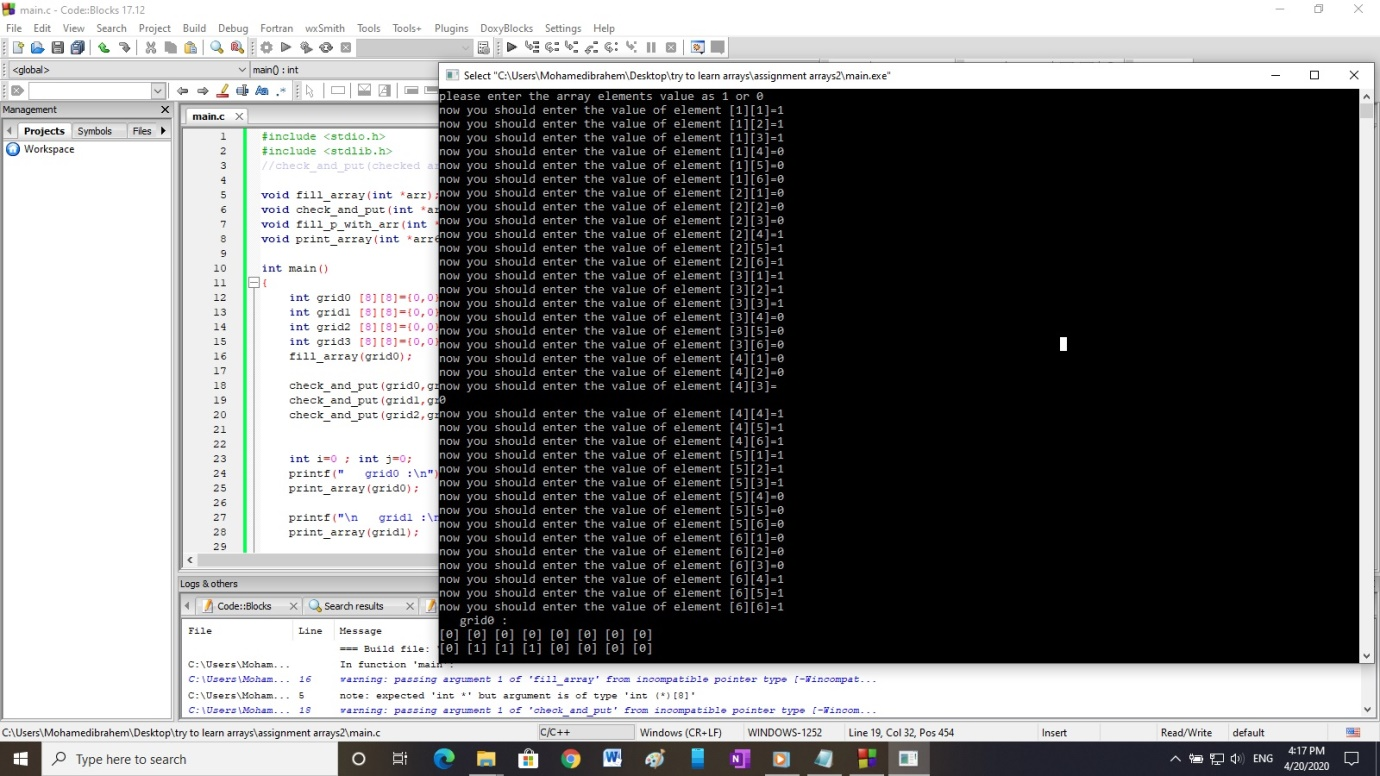 main.c - Code::Blocks 17.12
File Edit View Search Project Build Debug Fortran wxSmith Tools Tools+ Plugins DoxyBlocks Settings Help
<global> main() : int
Management
Projects Symbols Files
Workspace
main.c
1 #include <stdio.h>
2 #include <stdlib.h>
3 //check_and_put(checked
4
5 void fill_array(int *arr);
6 void check_and_put(int
7 void fill_p_with_arr(int
8 void print_array(int
9
10 int main()
11 {
12 int grid0 [8][8]={0,0}
13 int grid1 [8][8]={0,0}
14 int grid2 [8][8]={0,0}
15 int grid3 [8][8]={0,0}
16 fill_array(grid0);
17
18 check_and_put(grid0,
19 check_and_put(grid1,
20 check_and_put(grid2,
21
22
23 int i=0 ; int j=0;
24 printf("   grid0 :\n")
25 print_array(grid0);
26
27 printf("\n   grid1 :\
28 print_array(grid1);
29
Select "C:\Users\Mohamedibrahem\Desktop\try to learn arrays\assignment arrays2\main.exe"
please enter the array elements value as 1 or 0
now you should enter the value of element [1][1]=1
now you should enter the value of element [1][2]=1
now you should enter the value of element [1][3]=1
now you should enter the value of element [1][4]=0
now you should enter the value of element [1][5]=0
now you should enter the value of element [1][6]=0
now you should enter the value of element [2][1]=0
now you should enter the value of element [2][2]=0
now you should enter the value of element [2][3]=0
now you should enter the value of element [2][4]=1
now you should enter the value of element [2][5]=1
now you should enter the value of element [2][6]=1
now you should enter the value of element [3][1]=1
now you should enter the value of element [3][2]=1
now you should enter the value of element [3][3]=1
now you should enter the value of element [3][4]=0
now you should enter the value of element [3][5]=0
now you should enter the value of element [3][6]=0
now you should enter the value of element [4][1]=0
now you should enter the value of element [4][2]=0
now you should enter the value of element [4][3]=
0
now you should enter the value of element [4][4]=1
now you should enter the value of element [4][5]=1
now you should enter the value of element [4][6]=1
now you should enter the value of element [5][1]=1
now you should enter the value of element [5][2]=1
now you should enter the value of element [5][3]=1
now you should enter the value of element [5][4]=0
now you should enter the value of element [5][5]=0
now you should enter the value of element [5][6]=0
now you should enter the value of element [6][1]=0
now you should enter the value of element [6][2]=0
now you should enter the value of element [6][3]=0
now you should enter the value of element [6][4]=1
now you should enter the value of element [6][5]=1
now you should enter the value of element [6][6]=1
grid0 :
[0] [0] [0] [0] [0] [0] [0] [0]
[0] [1] [1] [1] [0] [0] [0] [0]
Logs & others
Code::Blocks Search results
File Line Message
=== Build file:
C:\Users\Moham... In function 'main':
C:\Users\Moham... 16 warning: passing argument 1 of 'fill_array' from incompatible pointer type [-Wincompat...
C:\Users\Moham... 5 note: expected 'int *' but argument is of type 'int (*)[8]'
C:\Users\Moham... 18 warning: passing argument 1 of 'check_and_put' from incompatible pointer type [-Wincom...
C:\Users\Mohamedibrahem\Desktop\try to learn arrays\assignment arrays2\main.c C/C++ Windows (CR+LF) WINDOWS-1252 Line 19, Col 32, Pos 454 Insert Read/Write default
Type here to search ENG 4:17 PM
4/20/2020